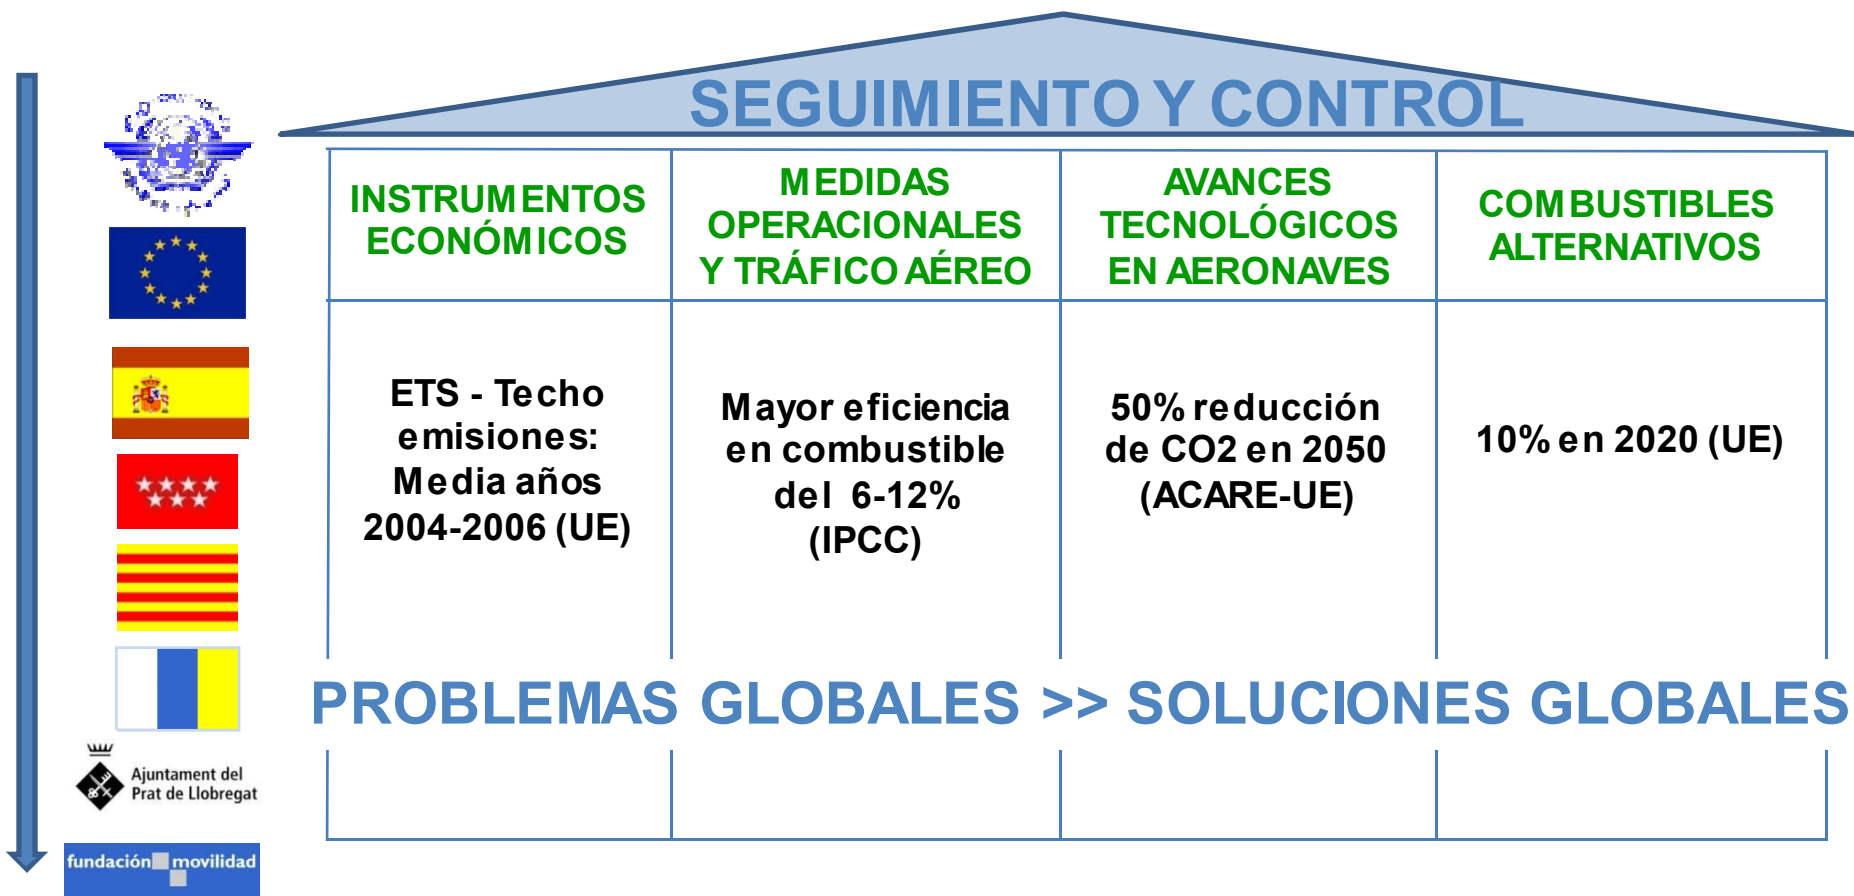 SEGUIMIENTO Y CONTROL
INSTRUMENTOS
ECONÓMICOS
MEDIDAS
OPERACIONALES
Y TRÁFICO AÉREO
AVANCES
TECNOLÓGICOS
EN AERONAVES
COMBUSTIBLES
ALTERNATIVOS
ETS - Techo
emisiones:
Media años
2004-2006 (UE)
Mayor eficiencia
en combustible
del 6-12%
(IPCC)
50% reducción
de CO2 en 2050
(ACARE-UE)
10% en 2020 (UE)
PROBLEMAS GLOBALES >> SOLUCIONES GLOBALES
Ajuntament del
Prat de Llobregat
fundación movilidad